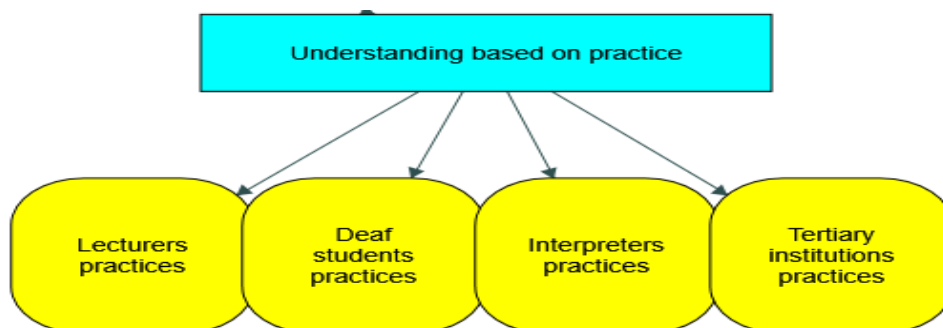 Understanding based on practice
Lecturers
practices
Deaf
students
practices
Interpreters
practices
Tertiary
institutions
practices